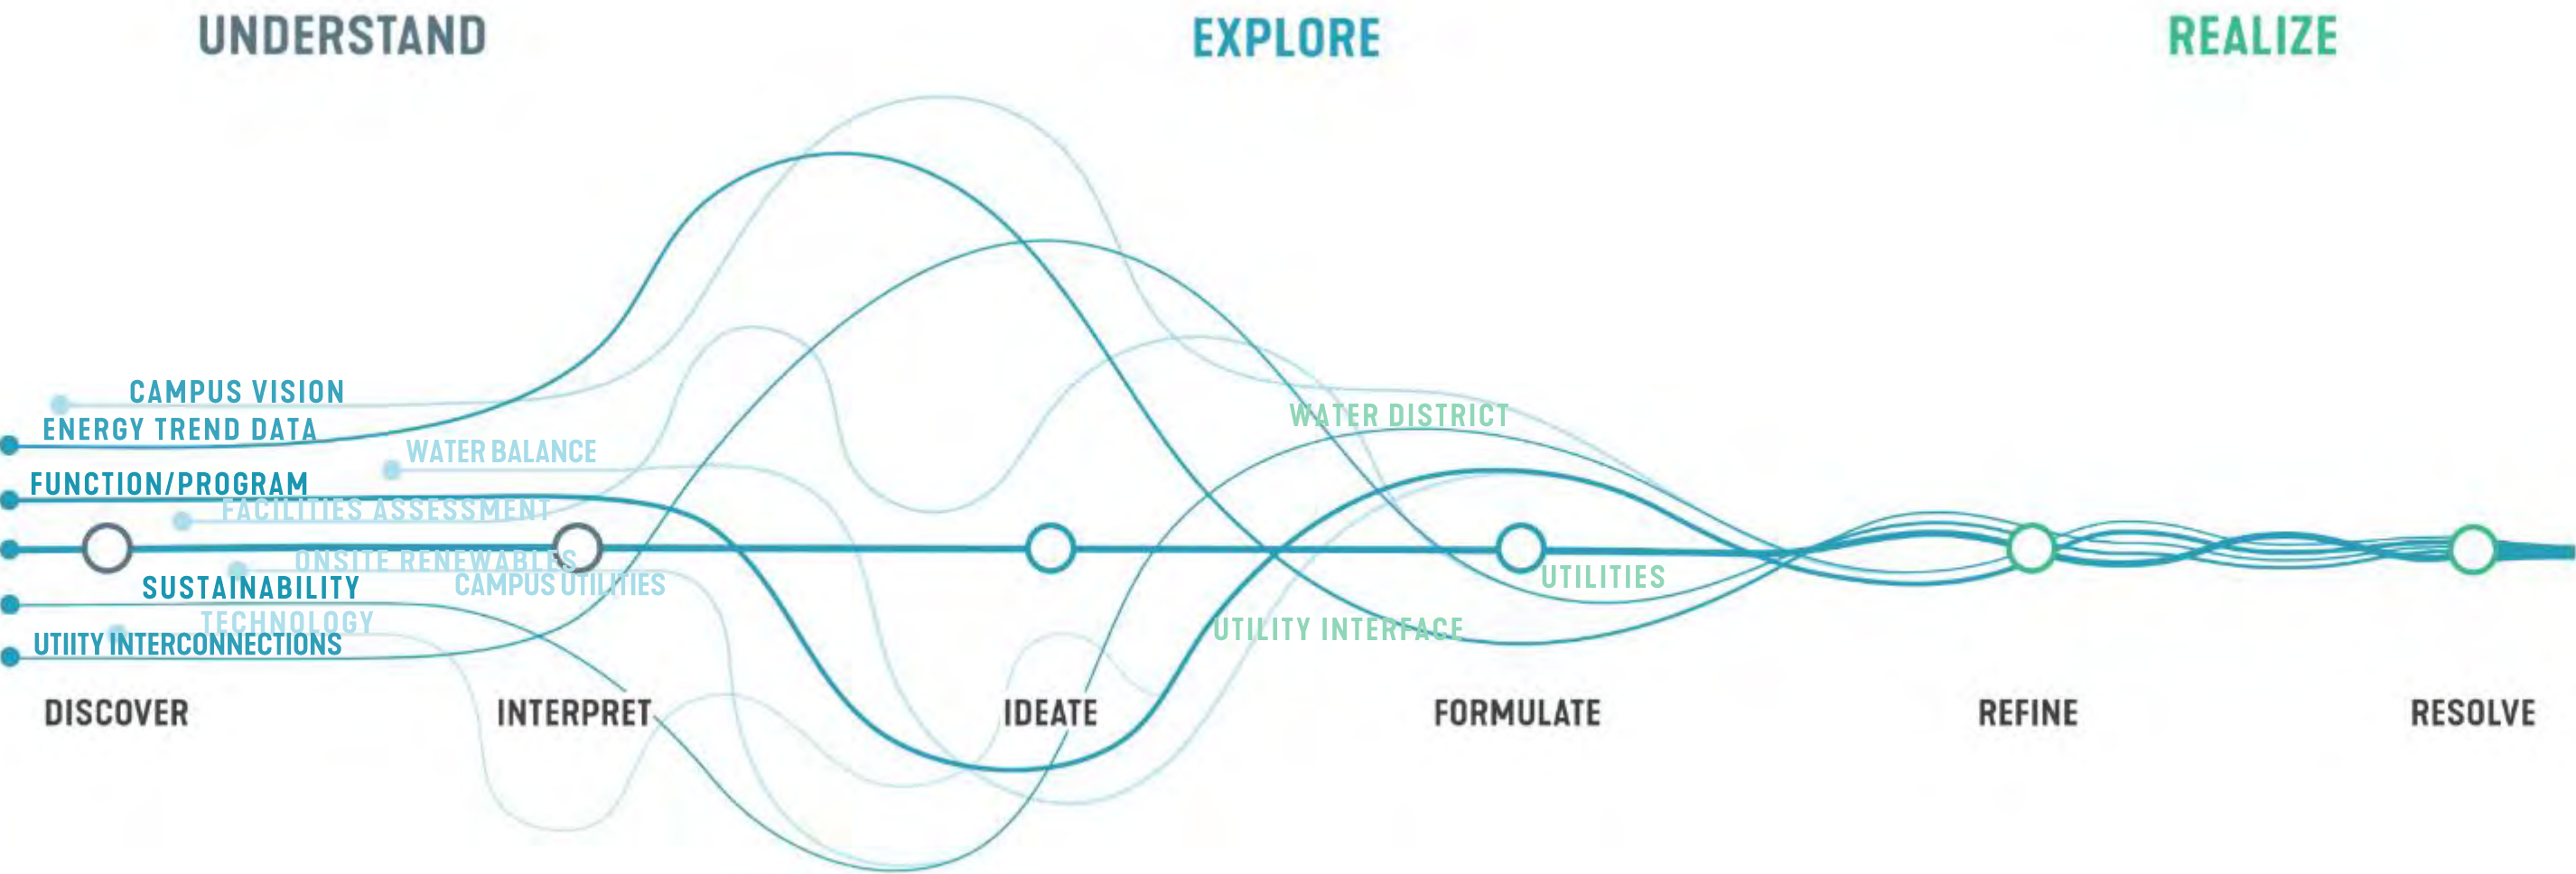 UNDERSTAND
EXPLORE
REALIZE
CAMPUS VISION
ENERGY TREND DATA
WATER BALANCE
FUNCTION/PROGRAM
FACILITIES ASSESSMENT
ONSITE RENEWABLES
SUSTAINABILITY
CAMPUS UTILITIES
TECHNOLOGY
UTIITY INTERCONNECTIONS
WATER DISTRICT
UTILITIES
UTILITY INTERFACE
DISCOVER
INTERPRET
IDEATE
FORMULATE
REFINE
RESOLVE